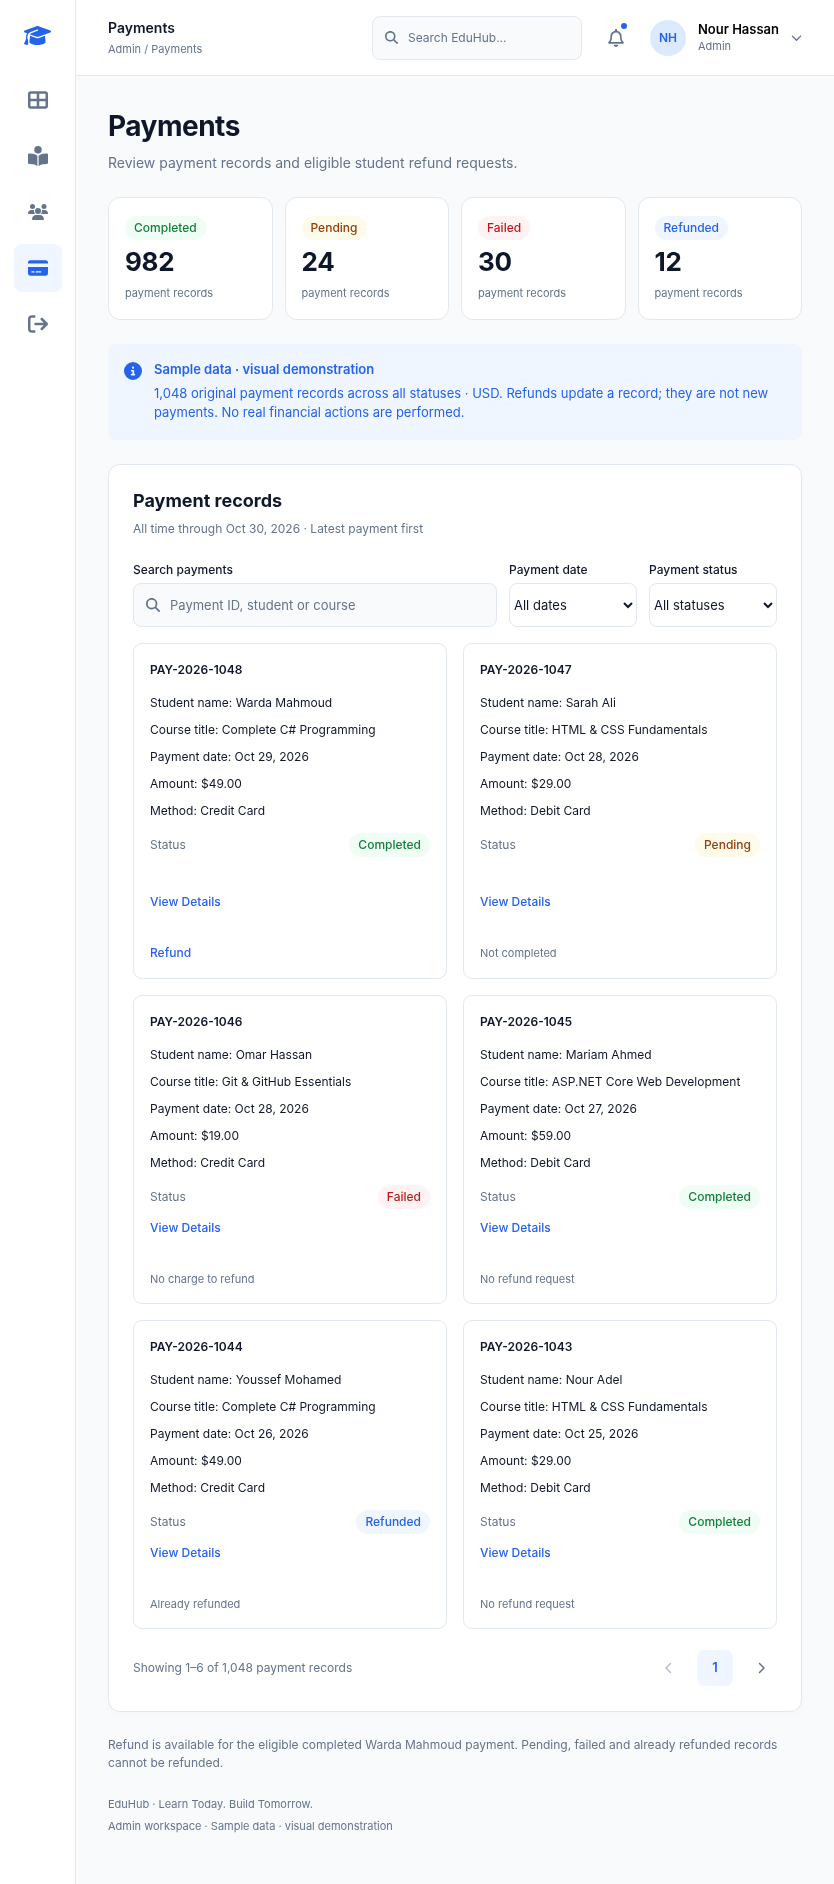 Payments
Admin / Payments
Search EduHub...
NH
Nour Hassan
Admin
Payments
Review payment records and eligible student refund requests.
Completed
982
payment records
Pending
24
payment records
Failed
30
payment records
Refunded
12
payment records
Sample data · visual demonstration
1,048 original payment records across all statuses · USD. Refunds update a record; they are not new
payments. No real financial actions are performed.
Payment records
All time through Oct 30, 2026 · Latest payment first
Search payments
Payment ID, student or course
Payment date
All dates
Payment status
All statuses
PAY-2026-1048
Student name: Warda Mahmoud
Course title: Complete C# Programming
Payment date: Oct 29, 2026
Amount: $49.00
Method: Credit Card
Status
Completed
View Details
Refund
PAY-2026-1047
Student name: Sarah Ali
Course title: HTML & CSS Fundamentals
Payment date: Oct 28, 2026
Amount: $29.00
Method: Debit Card
Status
Pending
View Details
Not completed
PAY-2026-1046
Student name: Omar Hassan
Course title: Git & GitHub Essentials
Payment date: Oct 28, 2026
Amount: $19.00
Method: Credit Card
Status
Failed
View Details
No charge to refund
PAY-2026-1045
Student name: Mariam Ahmed
Course title: ASP.NET Core Web Development
Payment date: Oct 27, 2026
Amount: $59.00
Method: Debit Card
Status
Completed
View Details
No refund request
PAY-2026-1044
Student name: Youssef Mohamed
Course title: Complete C# Programming
Payment date: Oct 26, 2026
Amount: $49.00
Method: Credit Card
Status
Refunded
View Details
Already refunded
PAY-2026-1043
Student name: Nour Adel
Course title: HTML & CSS Fundamentals
Payment date: Oct 25, 2026
Amount: $29.00
Method: Debit Card
Status
Completed
View Details
No refund request
Showing 1–6 of 1,048 payment records
1
Refund is available for the eligible completed Warda Mahmoud payment. Pending, failed and already refunded records
cannot be refunded.
EduHub · Learn Today. Build Tomorrow.
Admin workspace · Sample data · visual demonstration